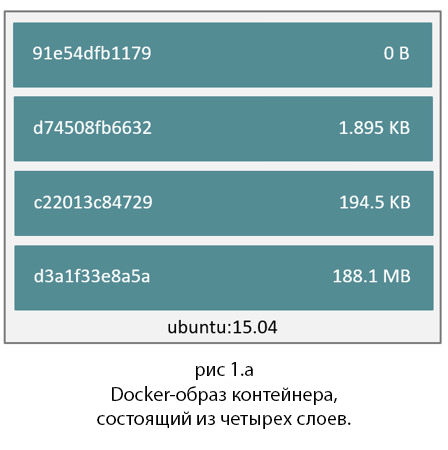 91e54dfb1179 0 B
d74508fb6632 1.895 KB
c22013c84729 194.5 KB
d3a1f33e8a5a 188.1 MB
ubuntu:15.04
рис 1.а
Docker-образ контейнера,
состоящий из четырех слоев.